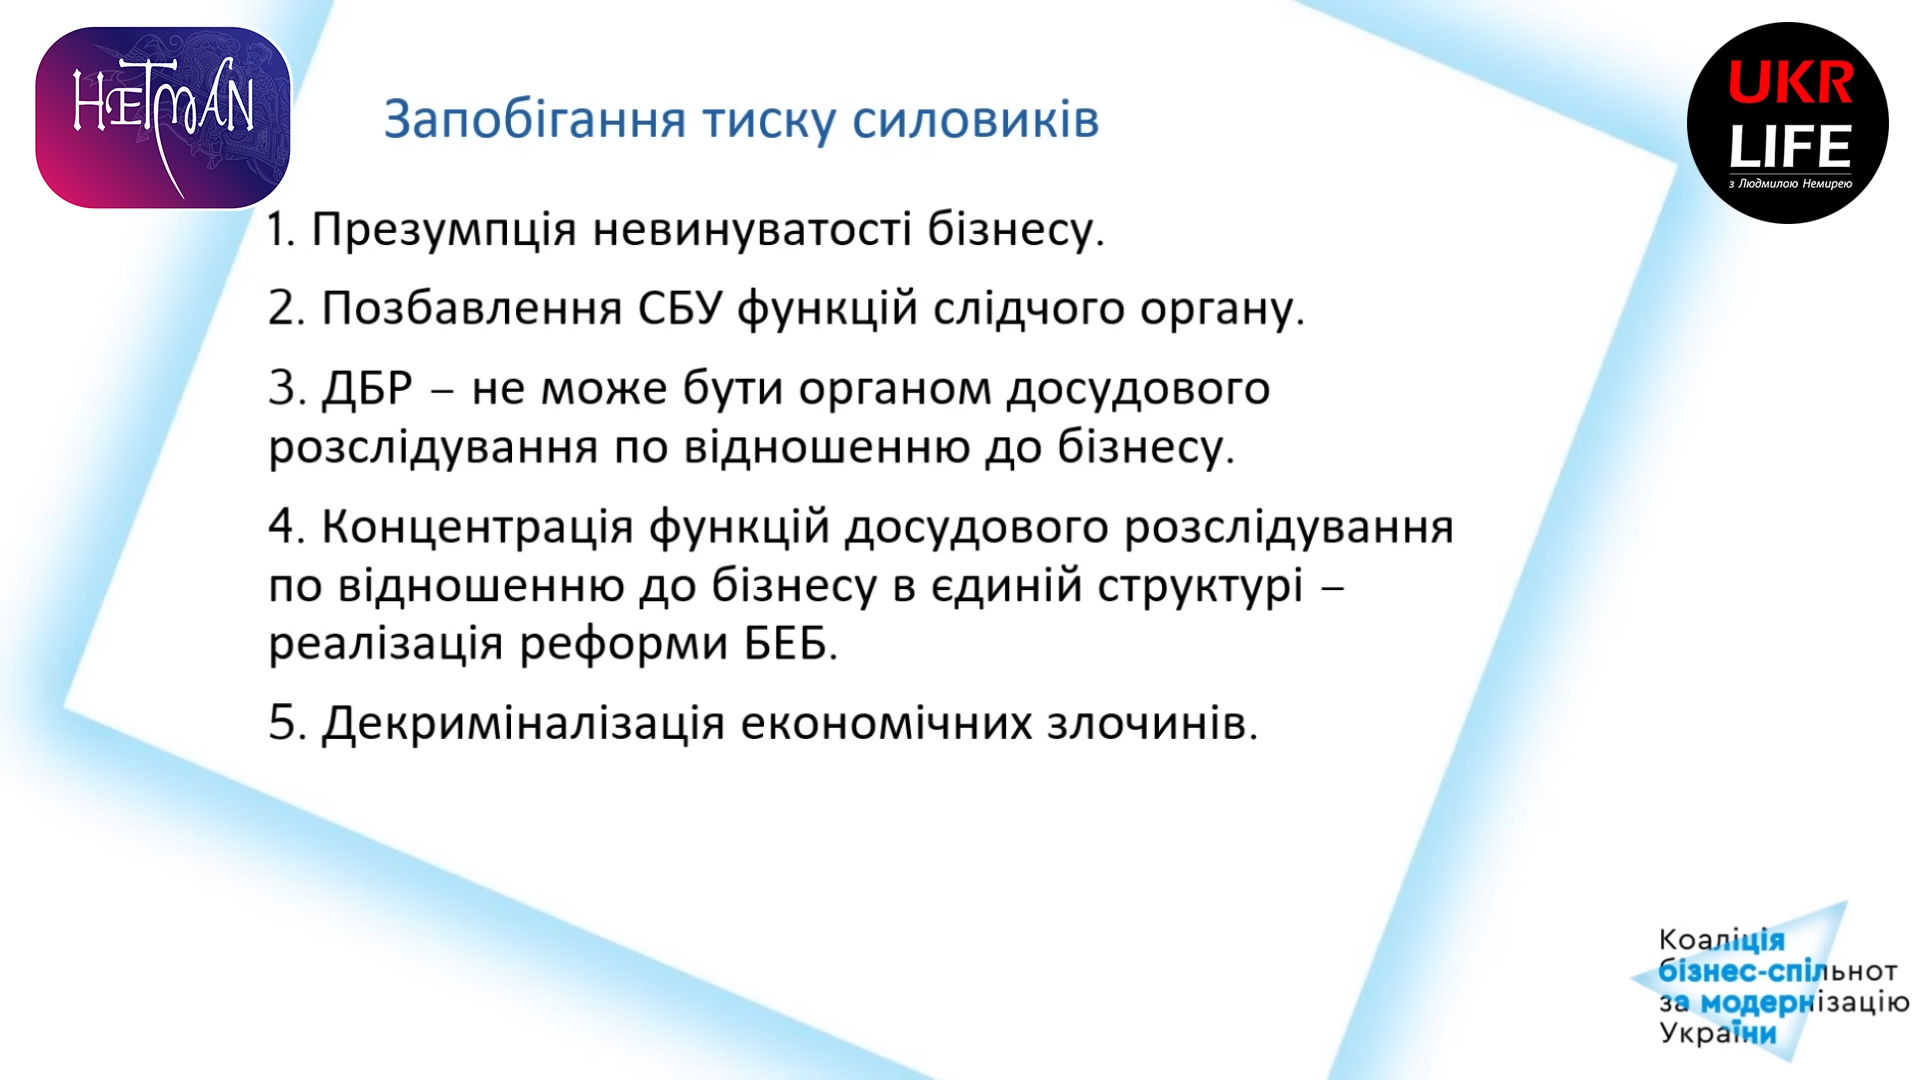 HETMAN
UKR
LIFE
з Людмилою Немирею
Запобігання тиску силовиків
1. Презумпція невинуватості бізнесу.
2. Позбавлення СБУ функцій слідчого органу.
3. ДБР – не може бути органом досудового
розслідування по відношенню до бізнесу.
4. Концентрація функцій досудового розслідування
по відношенню до бізнесу в єдиній структурі –
реалізація реформи БЕБ.
5. Декриміналізація економічних злочинів.
Коаліція
бізнес-спільнот
за модернізацію
України